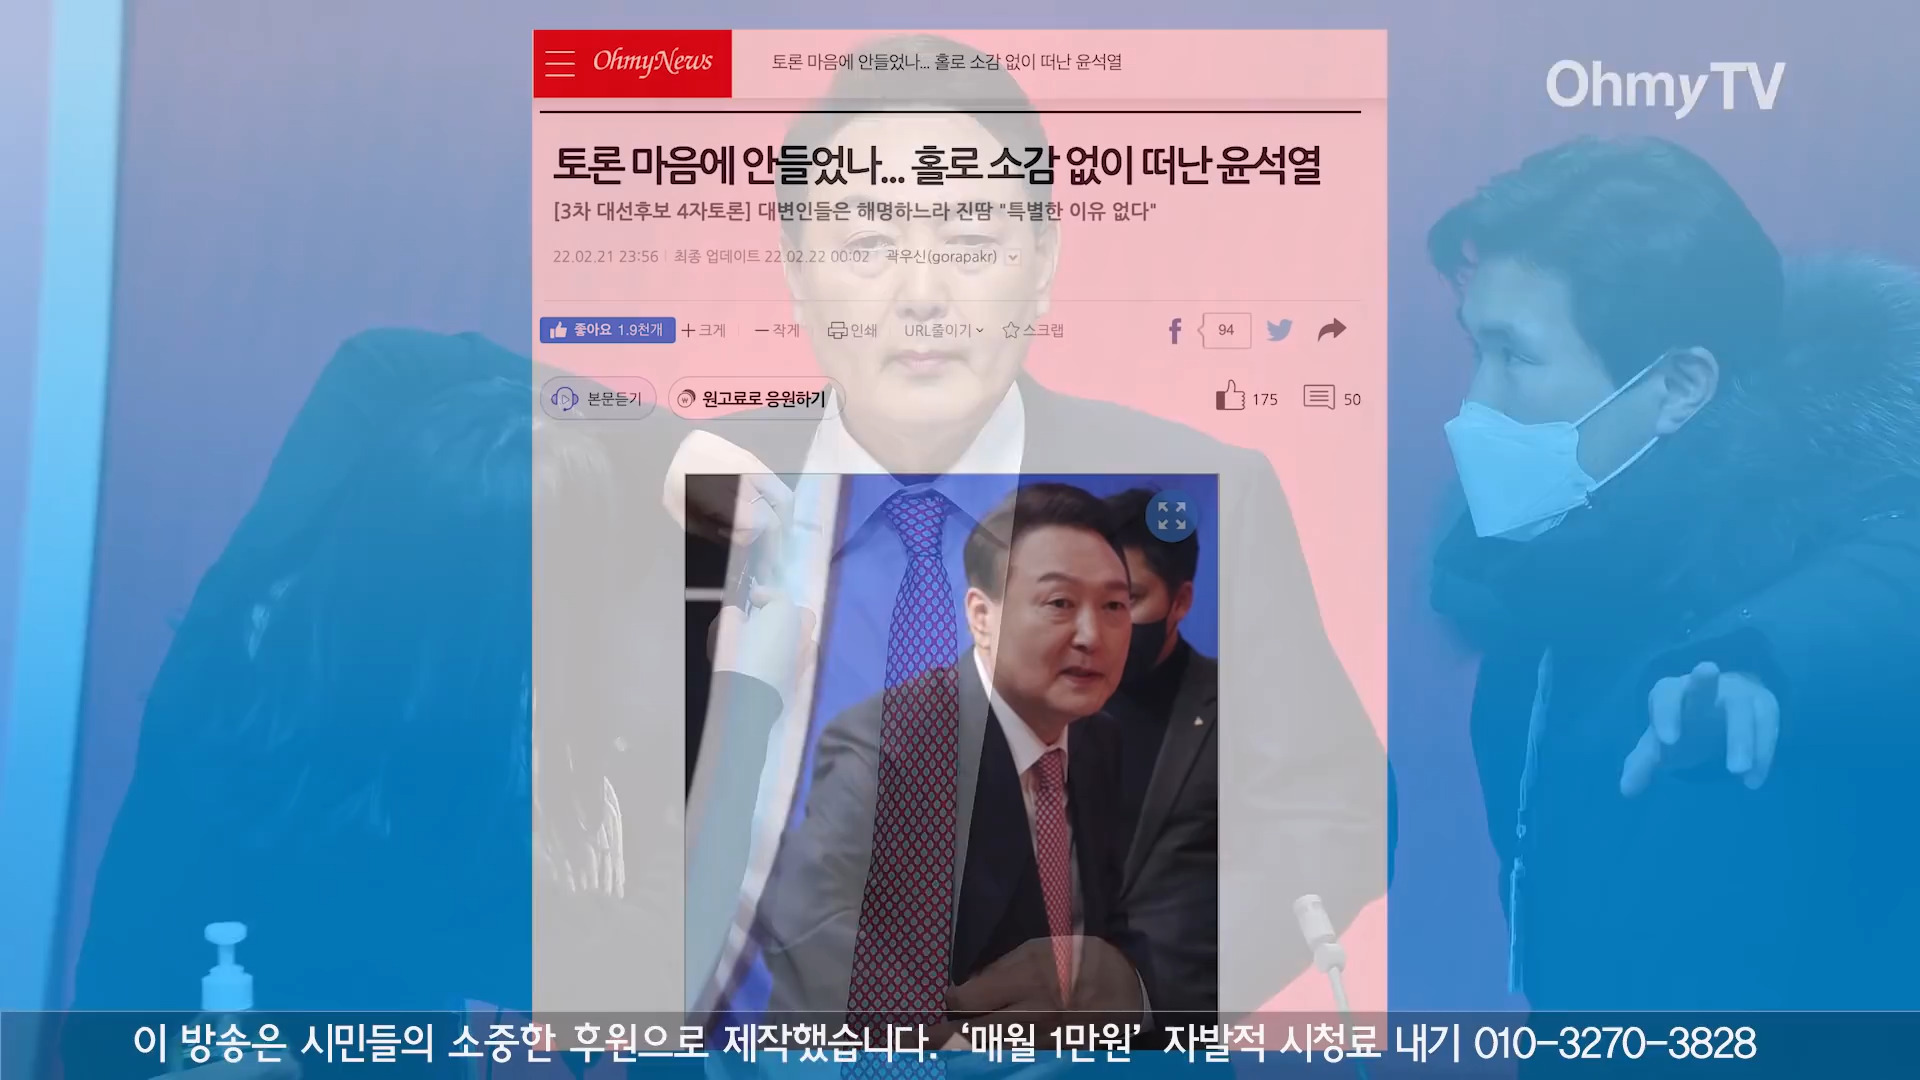 OhmyNews
토론 마음에 안들었나... 홀로 소감 없이 떠난 윤석열
OhmyTV
토론 마음에 안들었나... 홀로 소감 없이 떠난 윤석열
[3차 대선후보 4자토론] 대변인들은 해명하느라 진땀 "특별한 이유 없다"
22.02.21 23:56 | 최종 업데이트 22.02.22 00:02 곽우신(gorapakr)
좋아요 1.9천개 + 크게 - 작게 인쇄 URL줄이기 스크랩 94
본문듣기 원고료로 응원하기 175 50
이 방송은 시민들의 소중한 후원으로 제작했습니다. ‘매월 1만원’ 자발적 시청료 내기 010-3270-3828